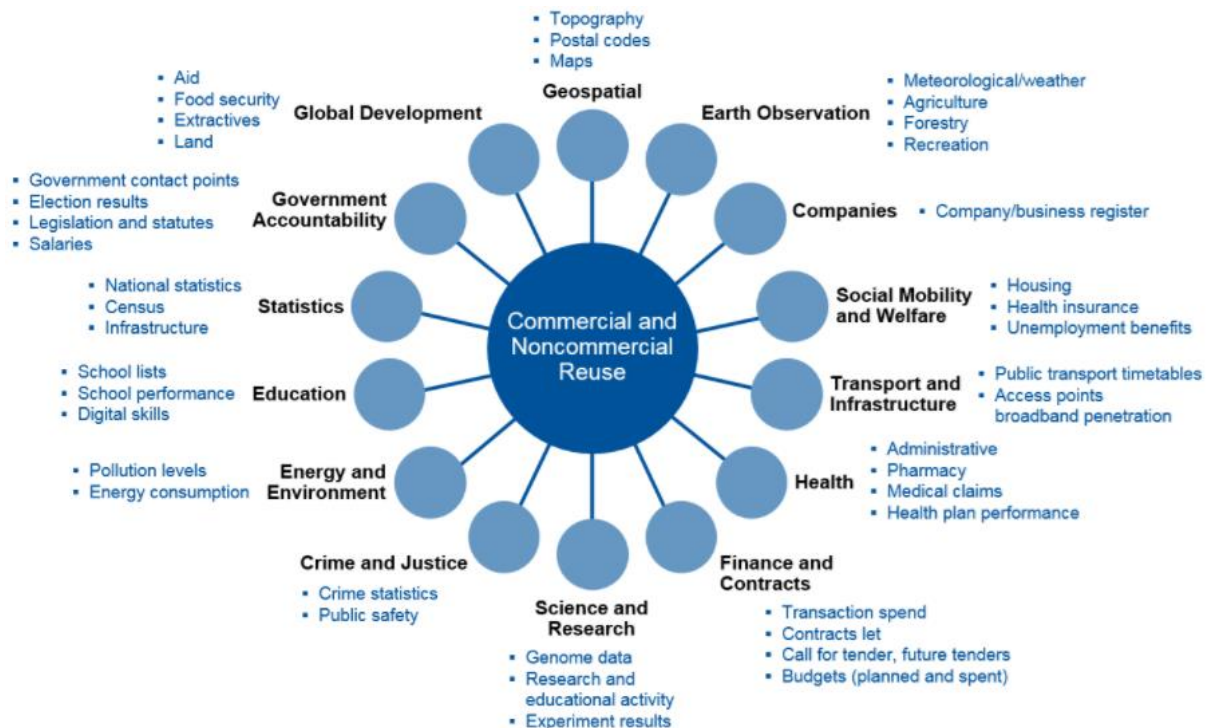 ▪ Topography
▪ Postal codes
▪ Maps
Geospatial
▪ Aid
▪ Food security
▪ Extractives
▪ Land
Global Development
Earth Observation
▪ Meteorological/weather
▪ Agriculture
▪ Forestry
▪ Recreation
▪ Government contact points
▪ Election results
▪ Legislation and statutes
▪ Salaries
Government
Accountability
Companies
▪ Company/business register
▪ National statistics
▪ Census
▪ Infrastructure
Statistics
Commercial and
Noncommercial
Reuse
Social Mobility
and Welfare
▪ Housing
▪ Health insurance
▪ Unemployment benefits
▪ School lists
▪ School performance
▪ Digital skills
Education
Transport and
Infrastructure
▪ Public transport timetables
▪ Access points
broadband penetration
▪ Pollution levels
▪ Energy consumption
Energy and
Environment
Health
▪ Administrative
▪ Pharmacy
▪ Medical claims
▪ Health plan performance
Crime and Justice
▪ Crime statistics
▪ Public safety
Science and
Research
▪ Genome data
▪ Research and
educational activity
▪ Experiment results
Finance and
Contracts
▪ Transaction spend
▪ Contracts let
▪ Call for tender, future tenders
▪ Budgets (planned and spent)